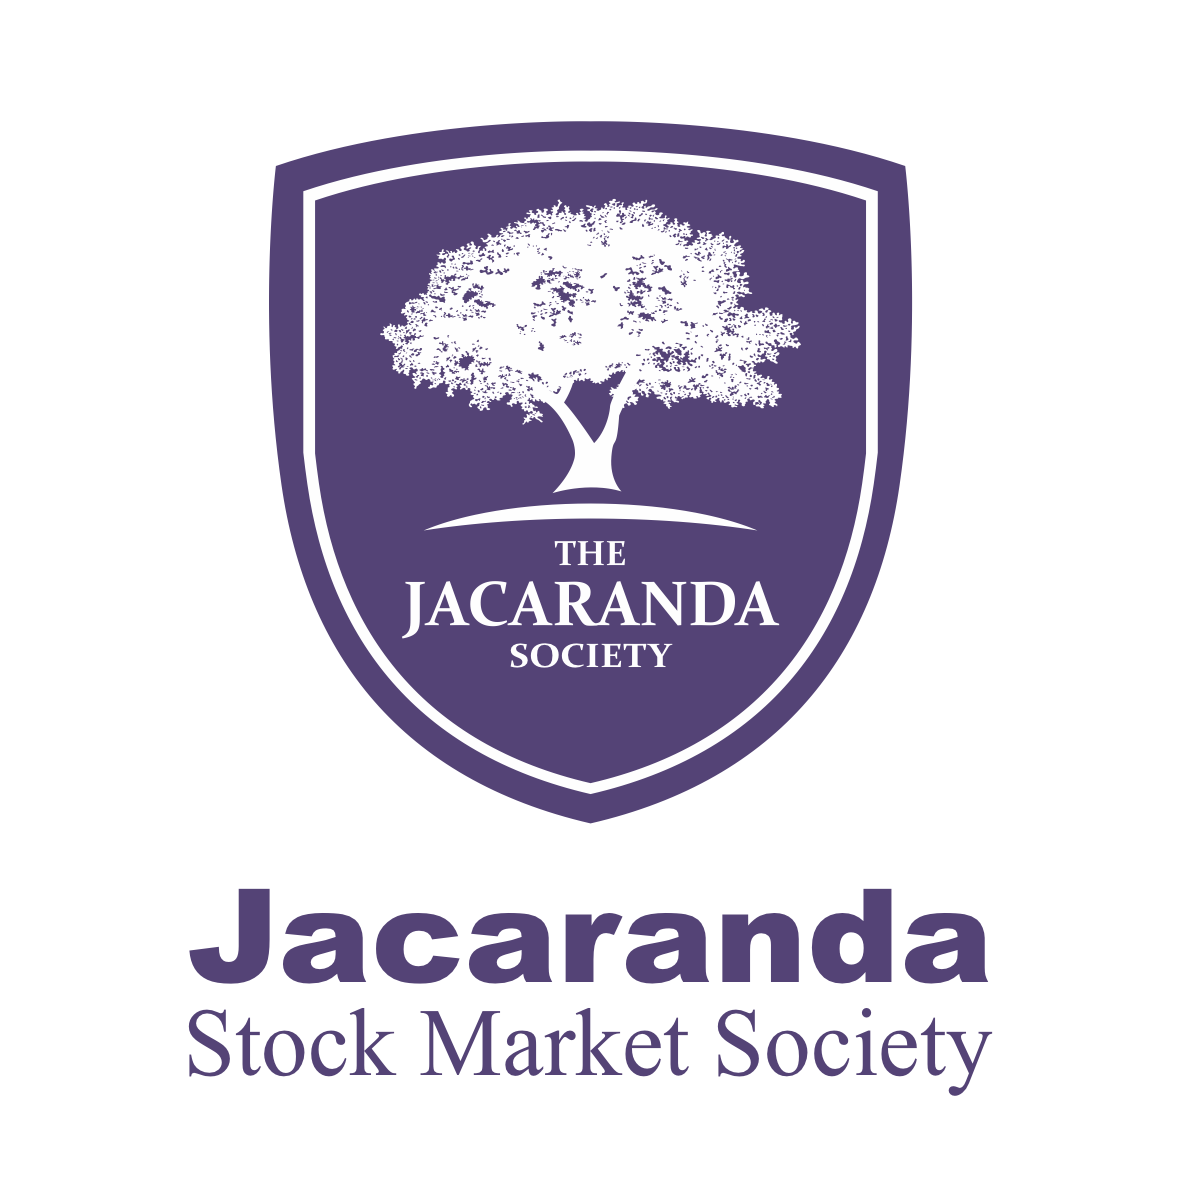 THE
JACARANDA
SOCIETY
Jacaranda
Stock Market Society